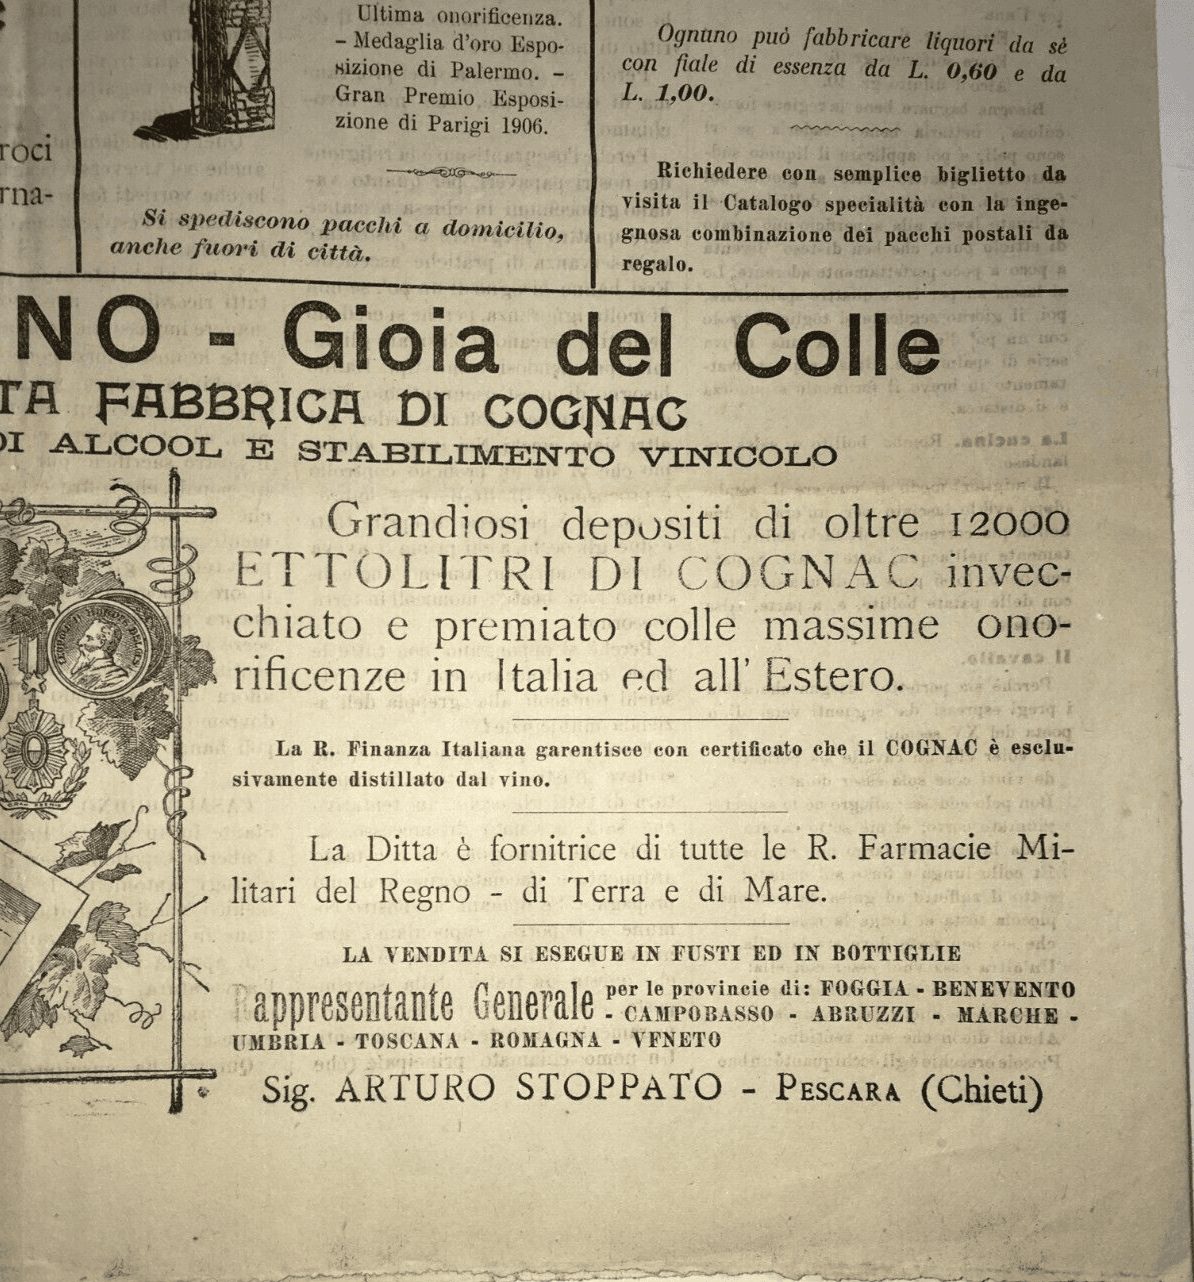 roci
rna-
Ultima onorificenza.
– Medaglia d'oro Espo-
sizione di Palermo. –
Gran Premio Esposi-
zione di Parigi 1906.
Si spediscono pacchi a domicilio,
anche fuori di città.
Ognuno può fabbricare liquori da sè
con fiale di essenza da L. 0,60 e da
L. 1,00.
Richiedere con semplice biglietto da
visita il Catalogo specialità con la inge-
gnosa combinazione dei pacchi postali da
regalo.
NO - Gioia del Colle
TA FABBRICA DI COGNAC
DI ALCOOL E STABILIMENTO VINICOLO
Grandiosi depositi di oltre 12000
ETTOLITRI DI COGNAC invec-
chiato e premiato colle massime ono-
rificenze in Italia ed all' Estero.
La R. Finanza Italiana garentisce con certificato che il COGNAC è esclu-
sivamente distillato dal vino.
La Ditta è fornitrice di tutte le R. Farmacie Mi-
litari del Regno - di Terra e di Mare.
LA VENDITA SI ESEGUE IN FUSTI ED IN BOTTIGLIE
Rappresentante Generale per le provincie di: FOGGIA - BENEVENTO
- CAMPOBASSO - ABRUZZI - MARCHE -
UMBRIA - TOSCANA - ROMAGNA - VENETO
Sig. ARTURO STOPPATO - PESCARA (Chieti)